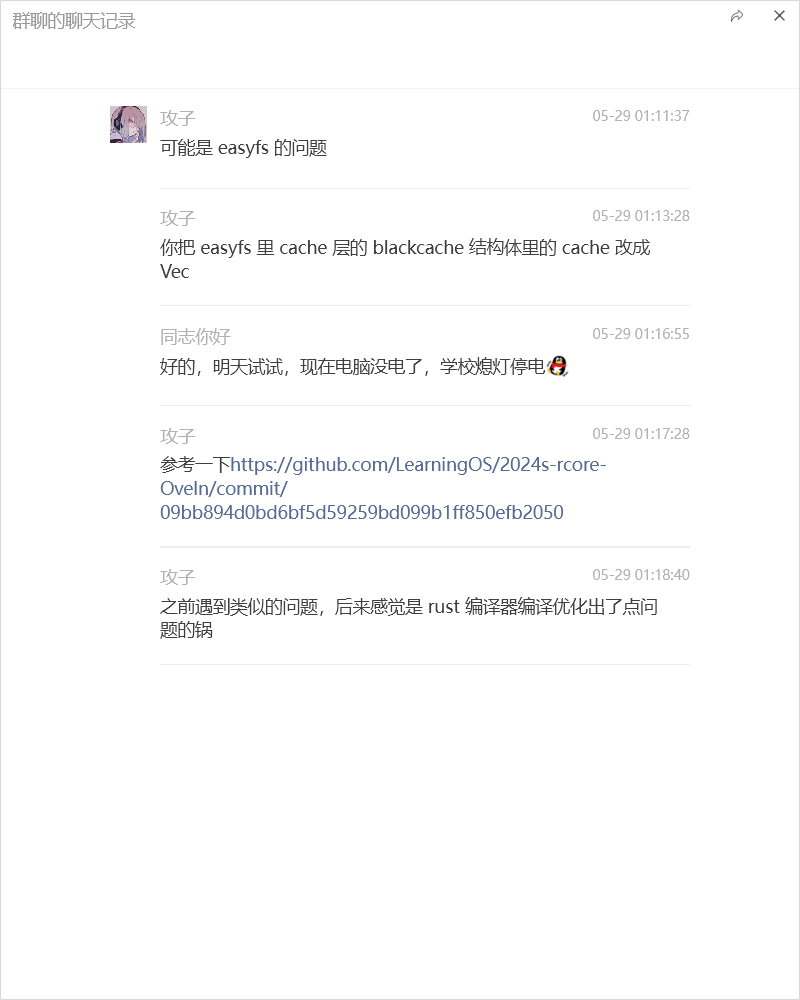 群聊的聊天记录
攻子
05-29 01:11:37
可能是 easyfs 的问题
攻子
05-29 01:13:28
你把 easyfs 里 cache 层的 blackcache 结构体里的 cache 改成
Vec
同志你好
05-29 01:16:55
好的，明天试试，现在电脑没电了，学校熄灯停电
攻子
05-29 01:17:28
参考一下https://github.com/LearningOS/2024s-rcore-
Oveln/commit/
09bb894d0bd6bf5d59259bd099b1ff850efb2050
攻子
05-29 01:18:40
之前遇到类似的问题，后来感觉是 rust 编译器编译优化出了点问
题的锅